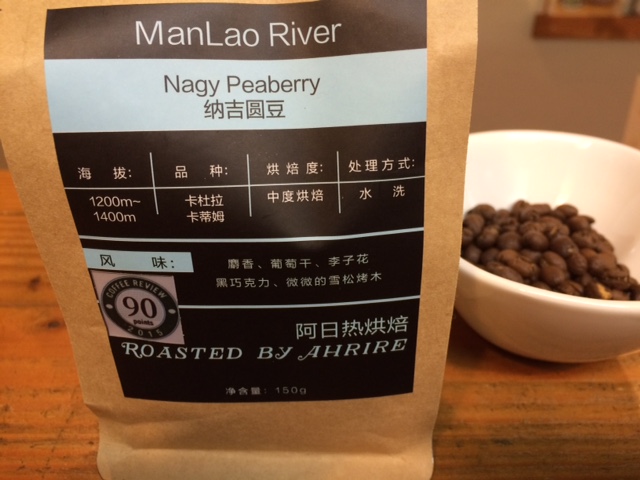 ManLao River
Nagy Peaberry
纳吉圆豆
海 拔: 品 种: 烘焙度: 处理方式:
1200m~ 卡杜拉 中度烘焙 水 洗
1400m 卡蒂姆
风 味: 麝香、葡萄干、李子花
黑巧克力、微微的雪松烤木
COFFEE REVIEW
90
points
2015
阿日热烘焙
ROASTED BY AHRIRE
净含量: 150g